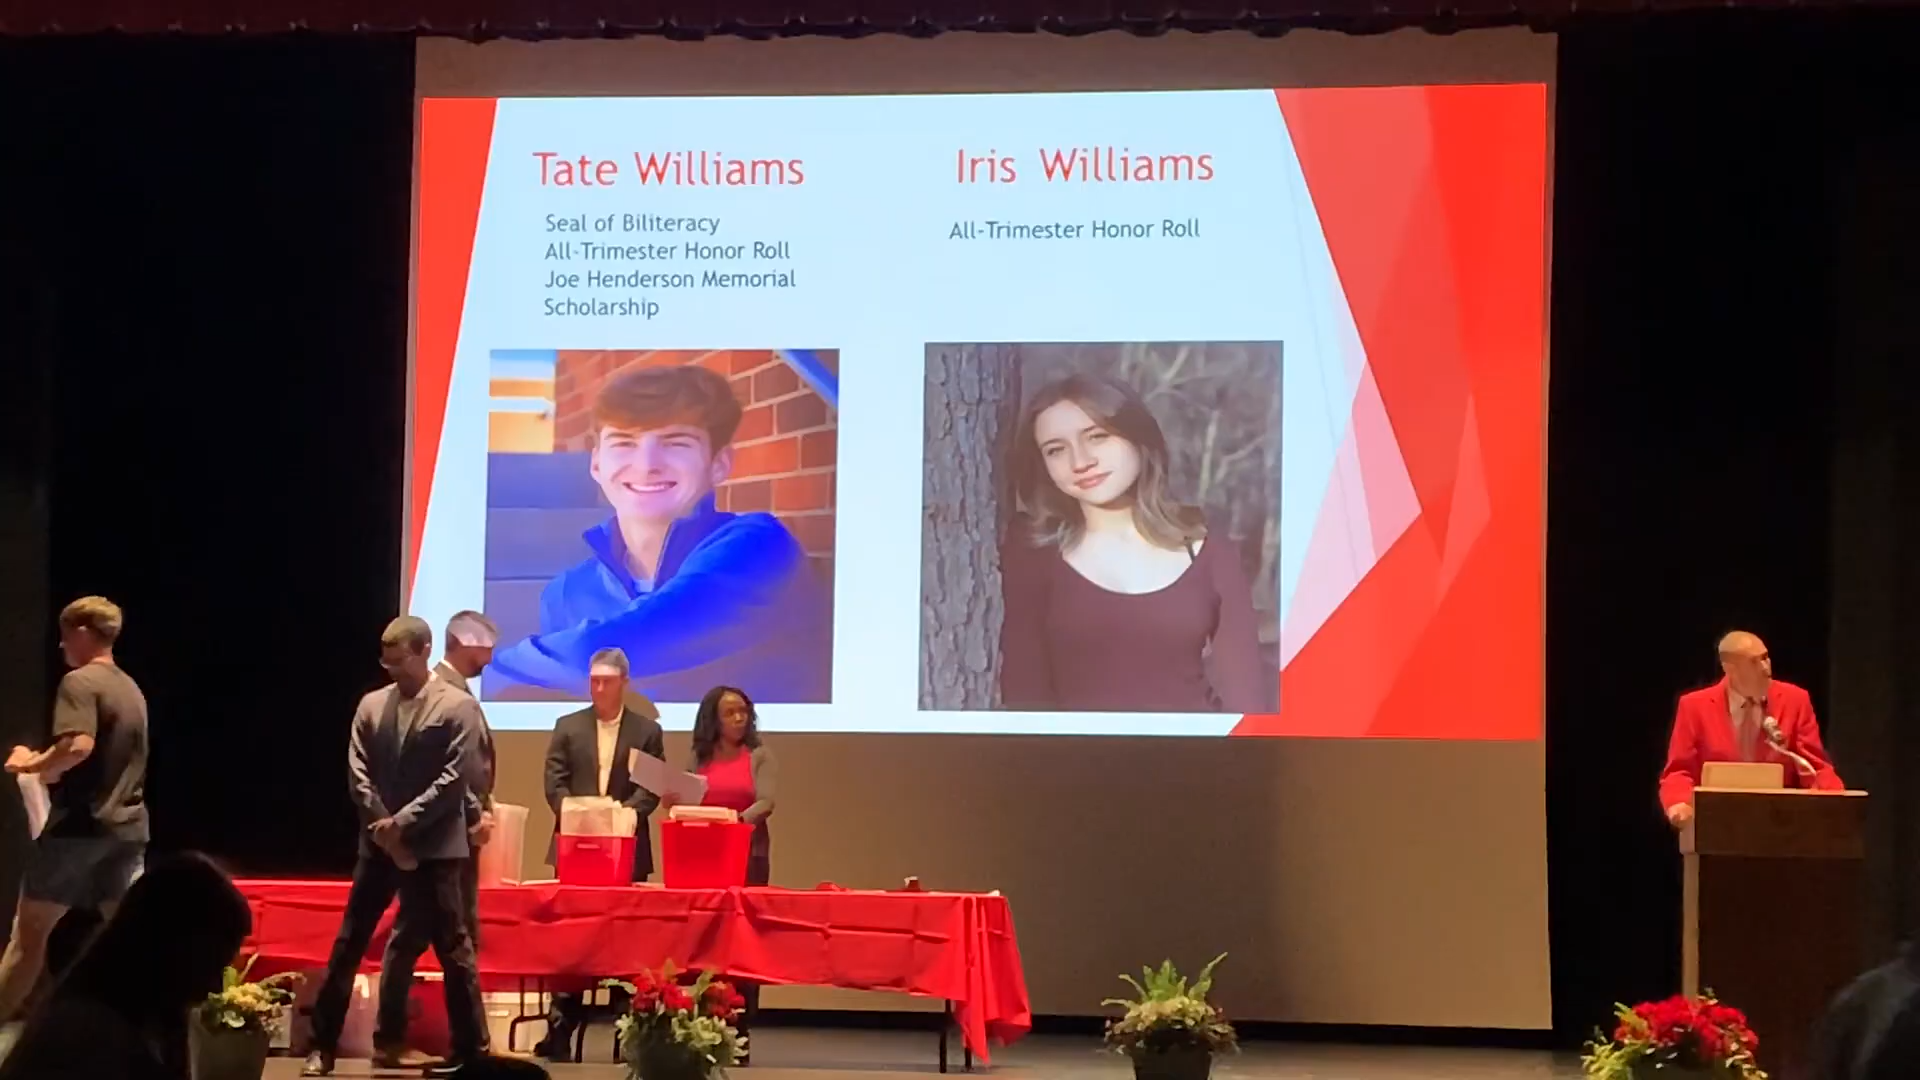 Tate Williams
Seal of Biliteracy
All-Trimester Honor Roll
Joe Henderson Memorial
Scholarship
Iris Williams
All-Trimester Honor Roll